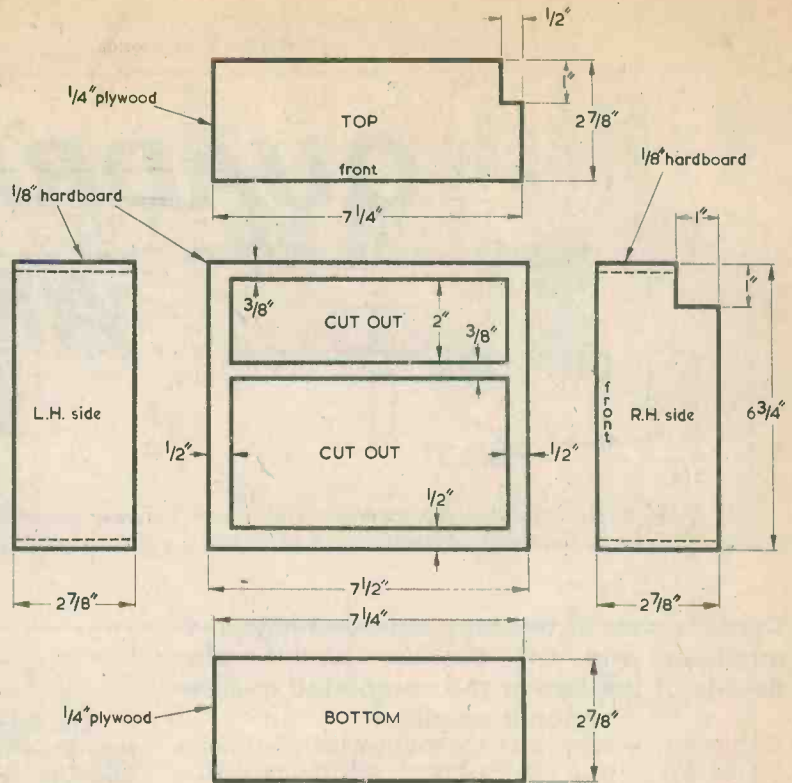 1/2"
1/4" plywood
TOP
front
1"
2 7/8"
7 1/4"
1/8" hardboard
1/8" hardboard
1"
1"
3/8"
CUT OUT
2"
3/8"
L.H. side
front
R.H. side
6 3/4"
1/2"
CUT OUT
1/2"
1/2"
2 7/8"
7 1/2"
2 7/8"
7 1/4"
1/4" plywood
BOTTOM
2 7/8"